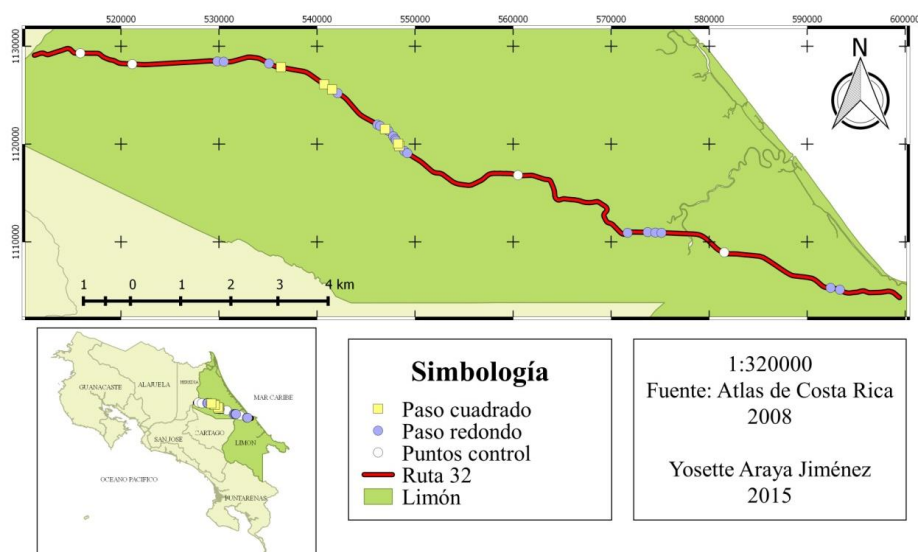 520000 530000 540000 550000 560000 570000 580000 590000 600000
1130000
1120000
1110000
N
1 0 1 2 3 4 km
GUANACASTE
ALAJUELA
HEREDIA
MAR CARIBE
SAN JOSE
CARTAGO
LIMON
OCEANO PACIFICO
PUNTARENAS
Simbología
Paso cuadrado
Paso redondo
Puntos control
Ruta 32
Limón
1:320000
Fuente: Atlas de Costa Rica
2008
Yosette Araya Jiménez
2015